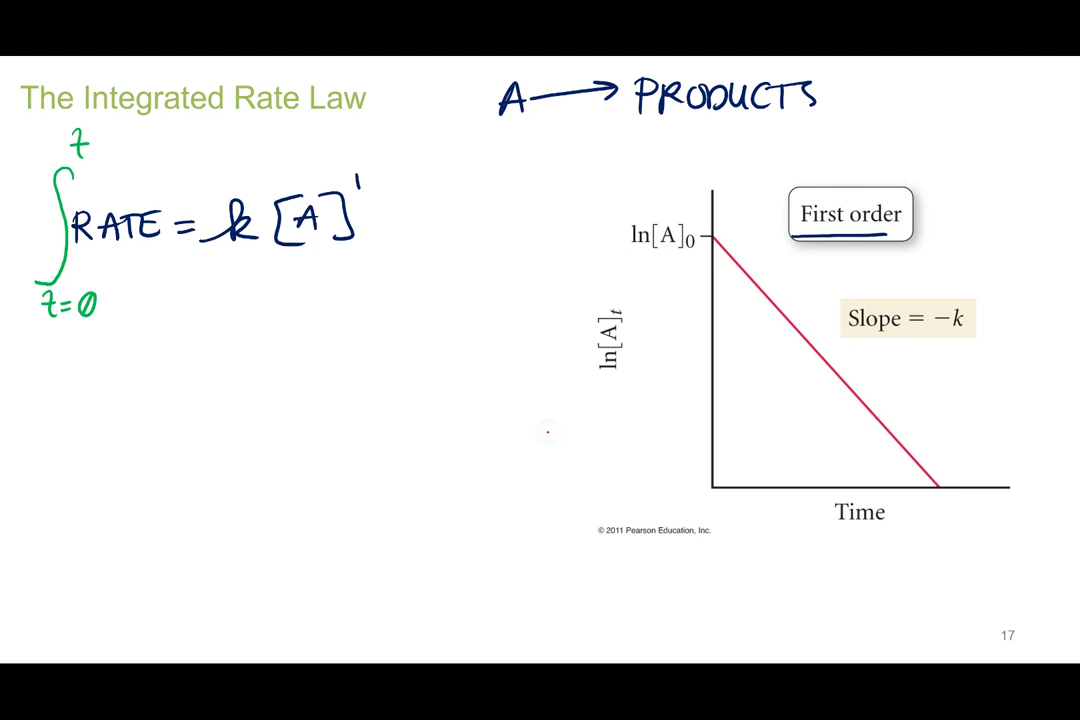 The Integrated Rate Law
A → PRODUCTS
t
∫ RATE = k [A]¹
t=0
First order
ln[A]₀
Slope = −k
ln[A]ₜ
Time
© 2011 Pearson Education, Inc.
17